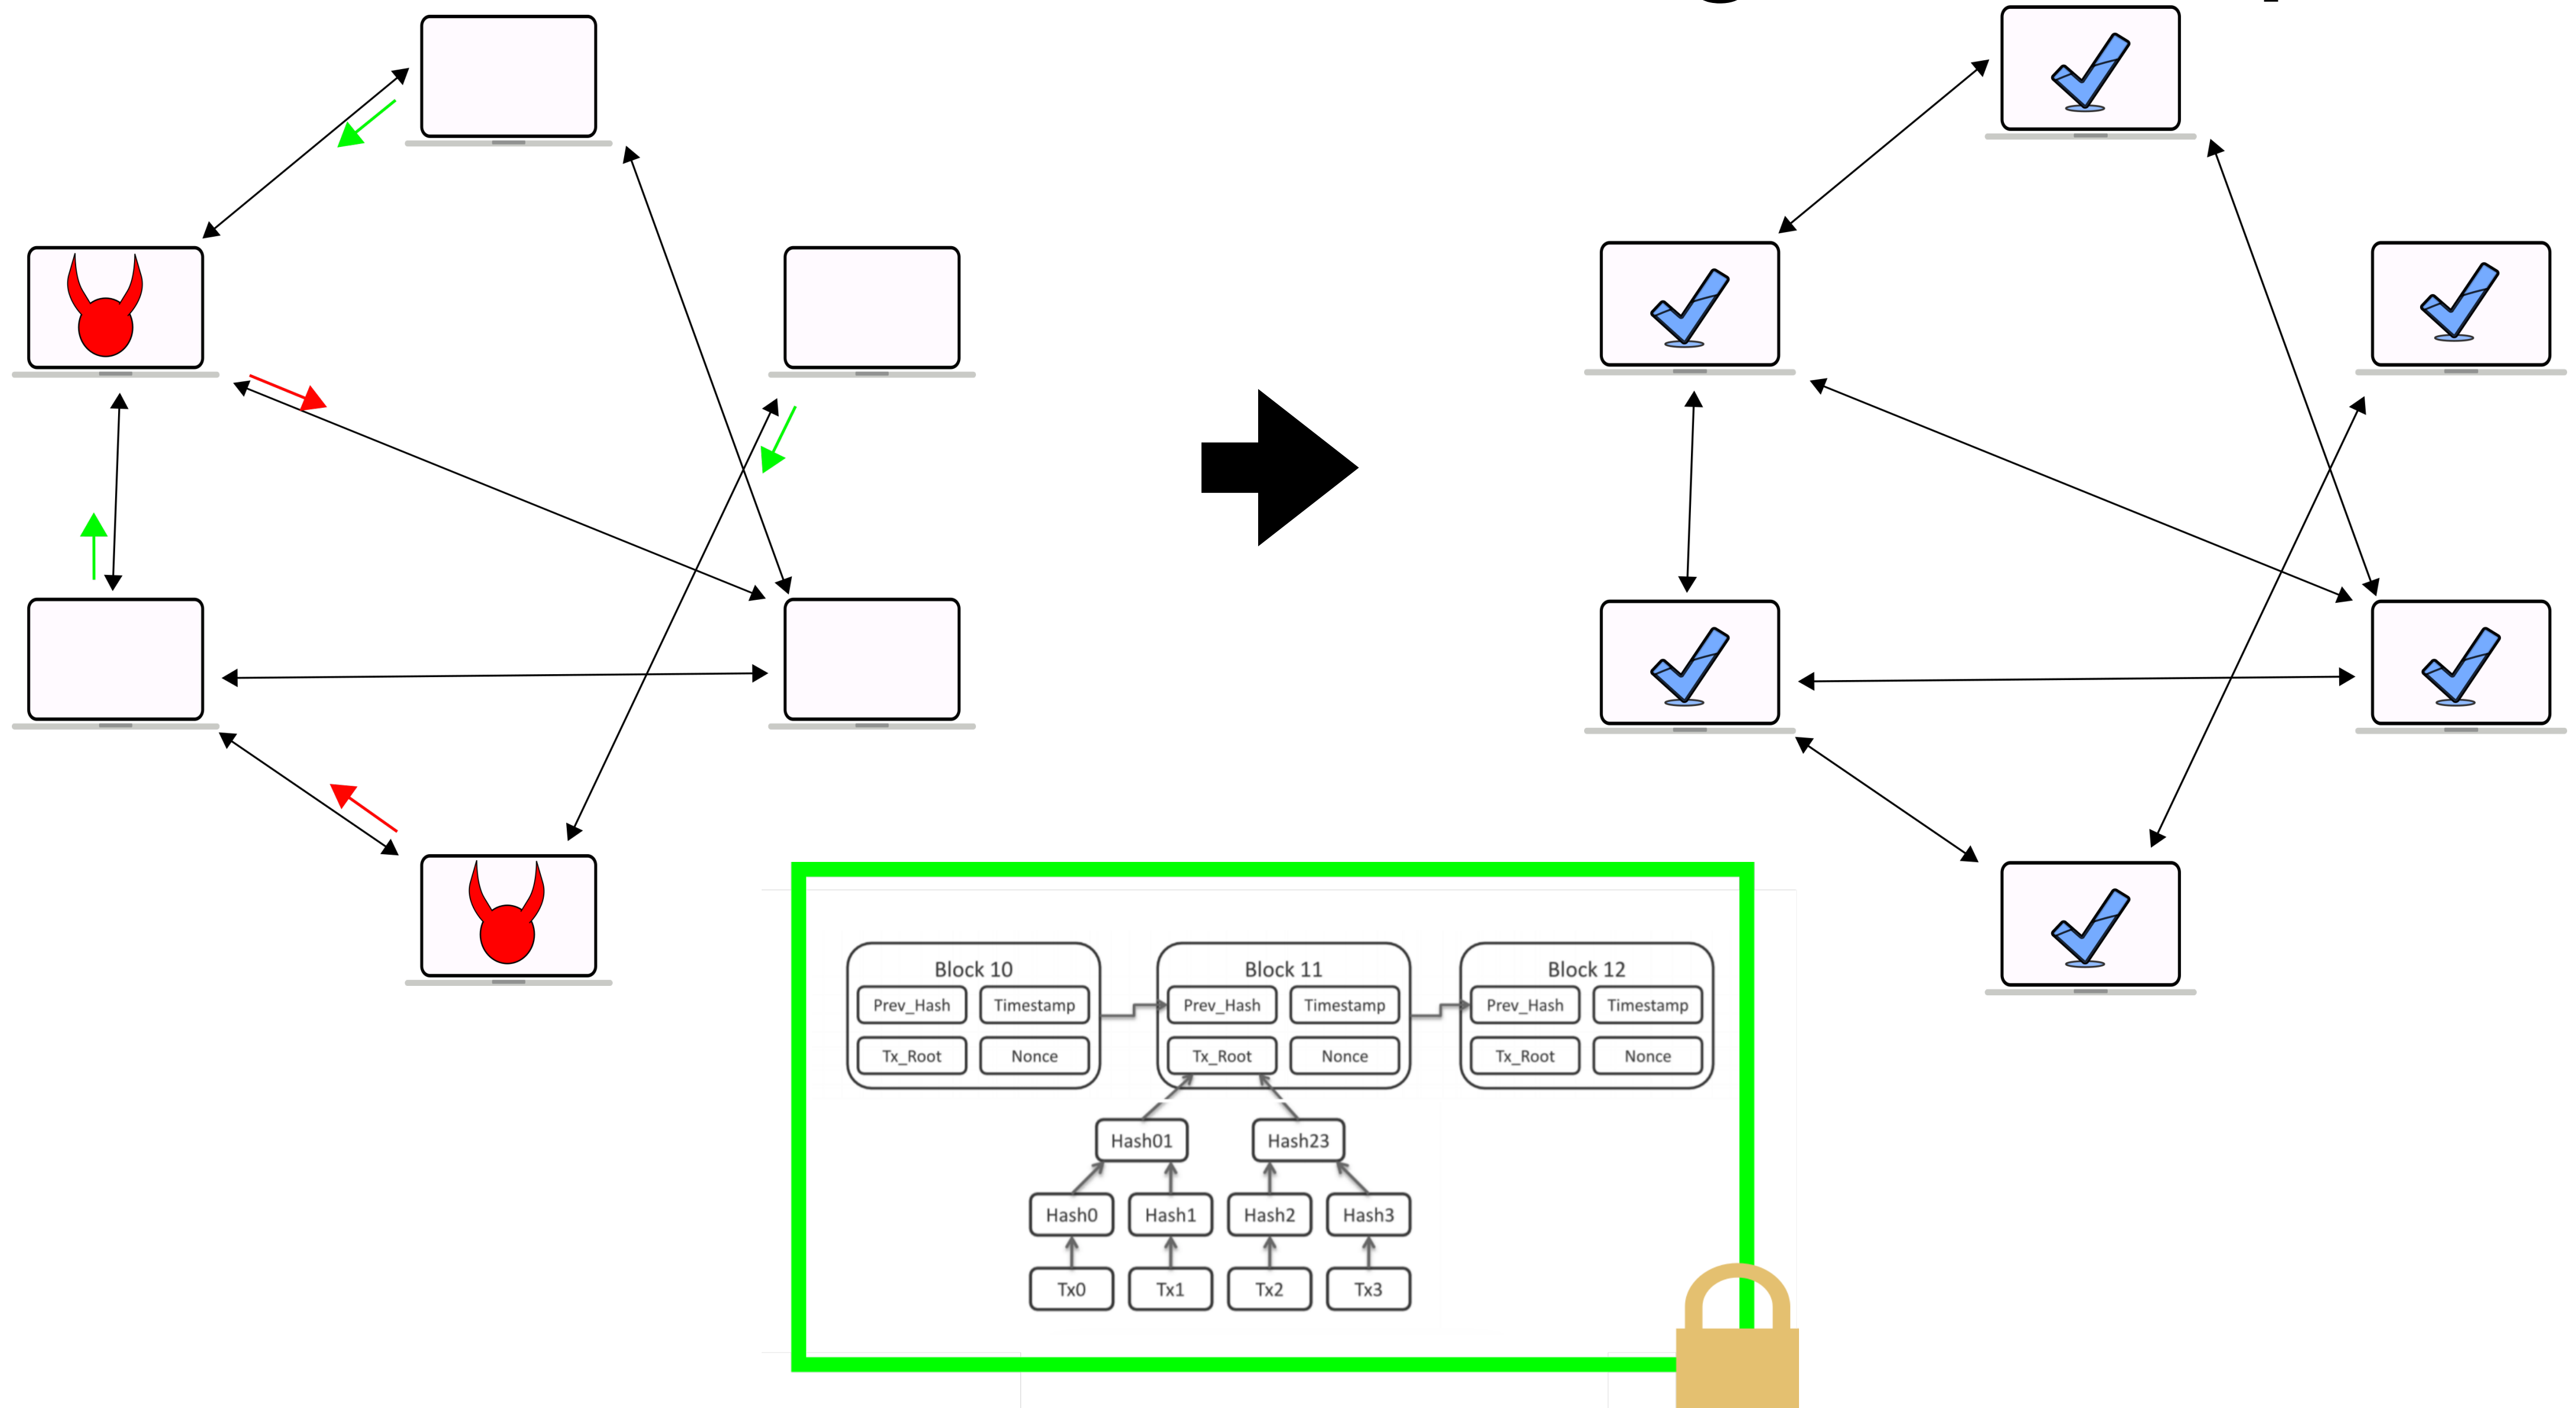 Block 10 Block 11 Block 12
Prev_Hash Timestamp Prev_Hash Timestamp Prev_Hash Timestamp
Tx_Root Nonce Tx_Root Nonce Tx_Root Nonce
Hash01 Hash23
Hash0 Hash1 Hash2 Hash3
Tx0 Tx1 Tx2 Tx3